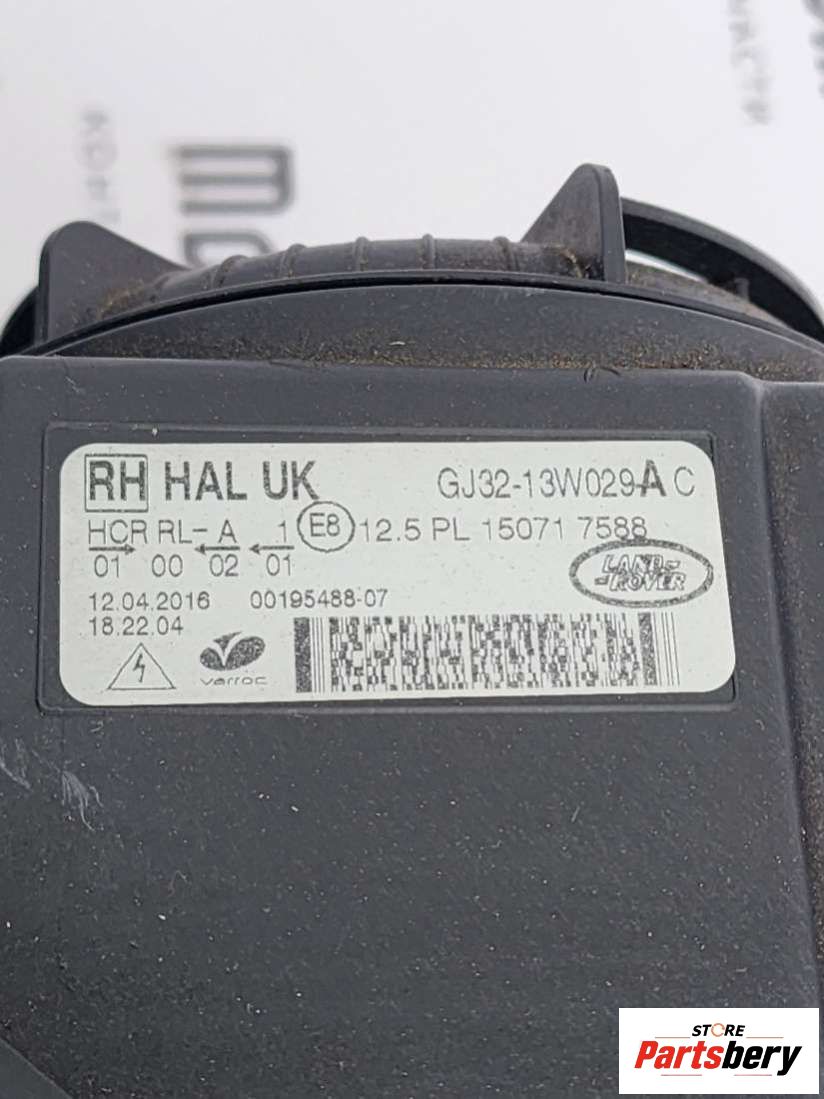 RH HAL UK GJ32-13W029-A C
HCR RL- A 1 E8 12.5 PL 15071 7588
01 00 02 01
LAND-
-ROVER
12.04.2016 00195488-07
18.22.04
varroc
STORE
Partsbery